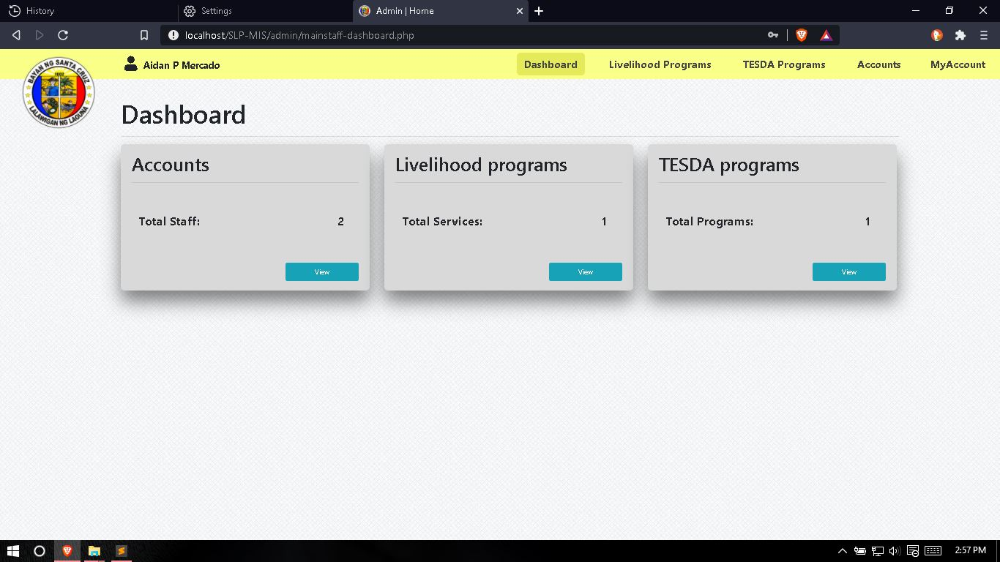 History
Settings
Admin | Home
localhost/SLP-MIS/admin/mainstaff-dashboard.php
BAYAN NG SANTA CRUZ
1602
LALAWIGAN NG LAGUNA
Aidan P Mercado
Dashboard
Livelihood Programs
TESDA Programs
Accounts
MyAccount
Dashboard
Accounts
Total Staff: 2
View
Livelihood programs
Total Services: 1
View
TESDA programs
Total Programs: 1
View
2:57 PM